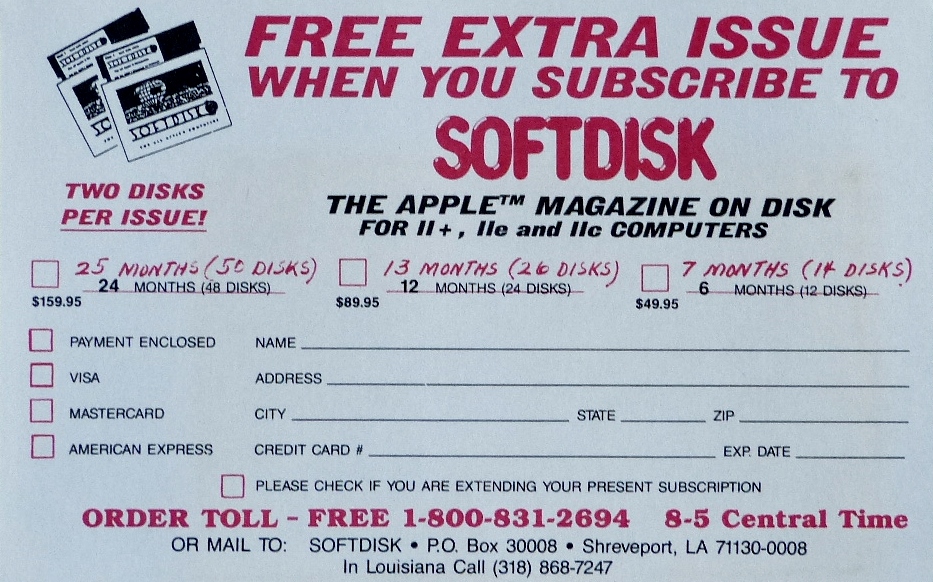 FREE EXTRA ISSUE
WHEN YOU SUBSCRIBE TO
SOFTDISK
SOFTDISK
SOFTDISK
TWO DISKS
PER ISSUE!
THE APPLE™ MAGAZINE ON DISK
FOR II+, IIe and IIc COMPUTERS
25 MONTHS (50 DISKS) 13 MONTHS (26 DISKS) 7 MONTHS (14 DISKS)
24 MONTHS (48 DISKS) 12 MONTHS (24 DISKS) 6 MONTHS (12 DISKS)
$159.95 $89.95 $49.95
PAYMENT ENCLOSED NAME
VISA ADDRESS
MASTERCARD CITY STATE ZIP
AMERICAN EXPRESS CREDIT CARD # EXP. DATE
PLEASE CHECK IF YOU ARE EXTENDING YOUR PRESENT SUBSCRIPTION
ORDER TOLL - FREE 1-800-831-2694 8-5 Central Time
OR MAIL TO: SOFTDISK • P.O. Box 30008 • Shreveport, LA 71130-0008
In Louisiana Call (318) 868-7247